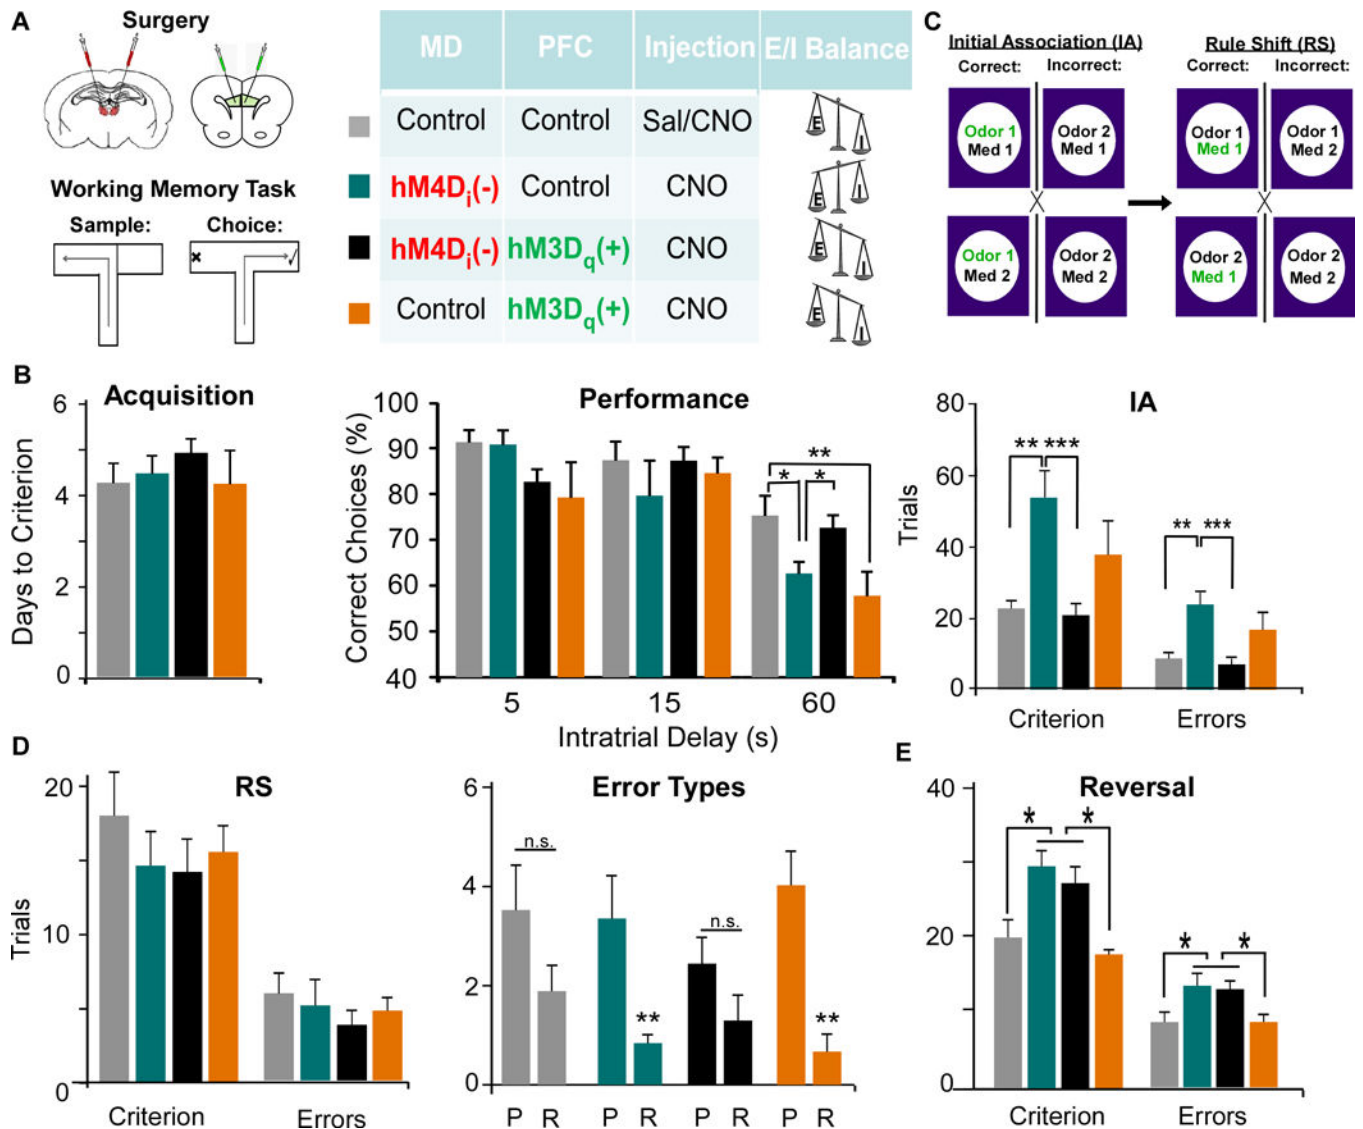 A
Surgery
Working Memory Task
Sample:
Choice:
MD PFC Injection E/I Balance
Control Control Sal/CNO E I
hM4Di(-) Control CNO E I
hM4Di(-) hM3Dq(+) CNO E I
Control hM3Dq(+) CNO E I
C
Initial Association (IA)
Correct: Incorrect:
Odor 1
Med 1
Odor 2
Med 1
Odor 1
Med 2
Odor 2
Med 2
Rule Shift (RS)
Correct: Incorrect:
Odor 1
Med 1
Odor 1
Med 2
Odor 2
Med 1
Odor 2
Med 2
B
Acquisition
Days to Criterion
6
4
2
0
Performance
Correct Choices (%)
100
90
80
70
60
50
40
* * **
5 15 60
Intratrial Delay (s)
IA
Trials
80
60
40
20
0
** ***
** ***
Criterion Errors
D
RS
Trials
20
10
0
Criterion Errors
Error Types
6
4
2
0
n.s.
**
n.s.
**
P R P R P R P R
E
Reversal
40
20
0
* *
* *
Criterion Errors